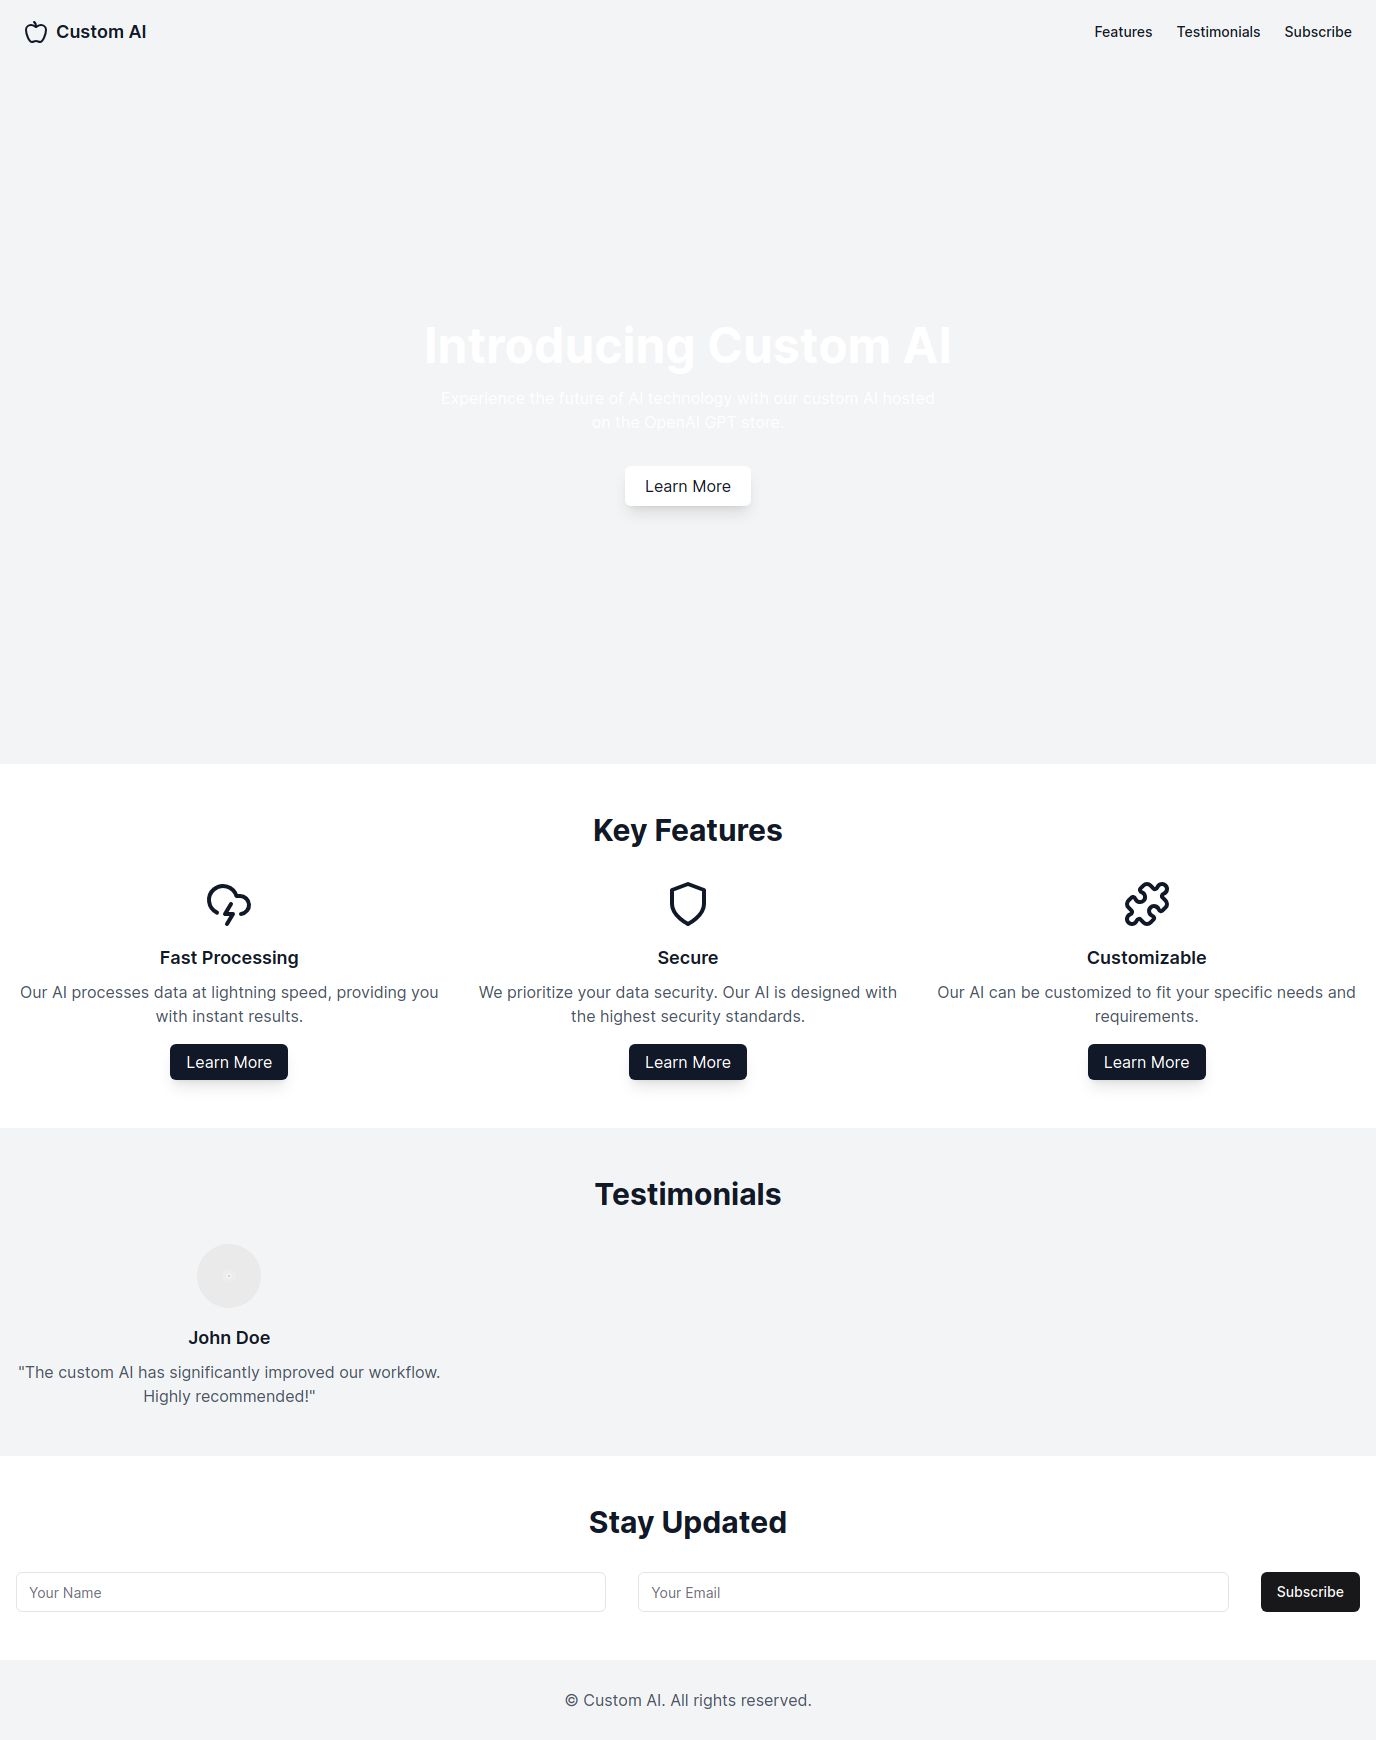 Custom AI
Features
Testimonials
Subscribe
Introducing Custom AI
Experience the future of AI technology with our custom AI hosted
on the OpenAI GPT store.
Learn More
Key Features
Fast Processing
Our AI processes data at lightning speed, providing you
with instant results.
Learn More
Secure
We prioritize your data security. Our AI is designed with
the highest security standards.
Learn More
Customizable
Our AI can be customized to fit your specific needs and
requirements.
Learn More
Testimonials
John Doe
"The custom AI has significantly improved our workflow.
Highly recommended!"
Stay Updated
Your Name
Your Email
Subscribe
© Custom AI. All rights reserved.